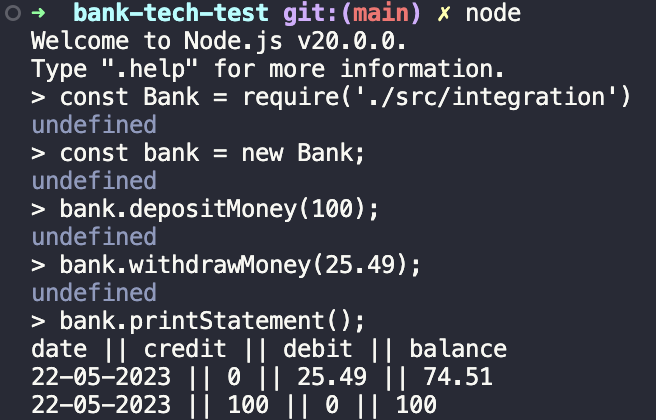 ➜ bank-tech-test git:(main) ✗ node
Welcome to Node.js v20.0.0.
Type ".help" for more information.
> const Bank = require('./src/integration')
undefined
> const bank = new Bank;
undefined
> bank.depositMoney(100);
undefined
> bank.withdrawMoney(25.49);
undefined
> bank.printStatement();
date || credit || debit || balance
22-05-2023 || 0 || 25.49 || 74.51
22-05-2023 || 100 || 0 || 100